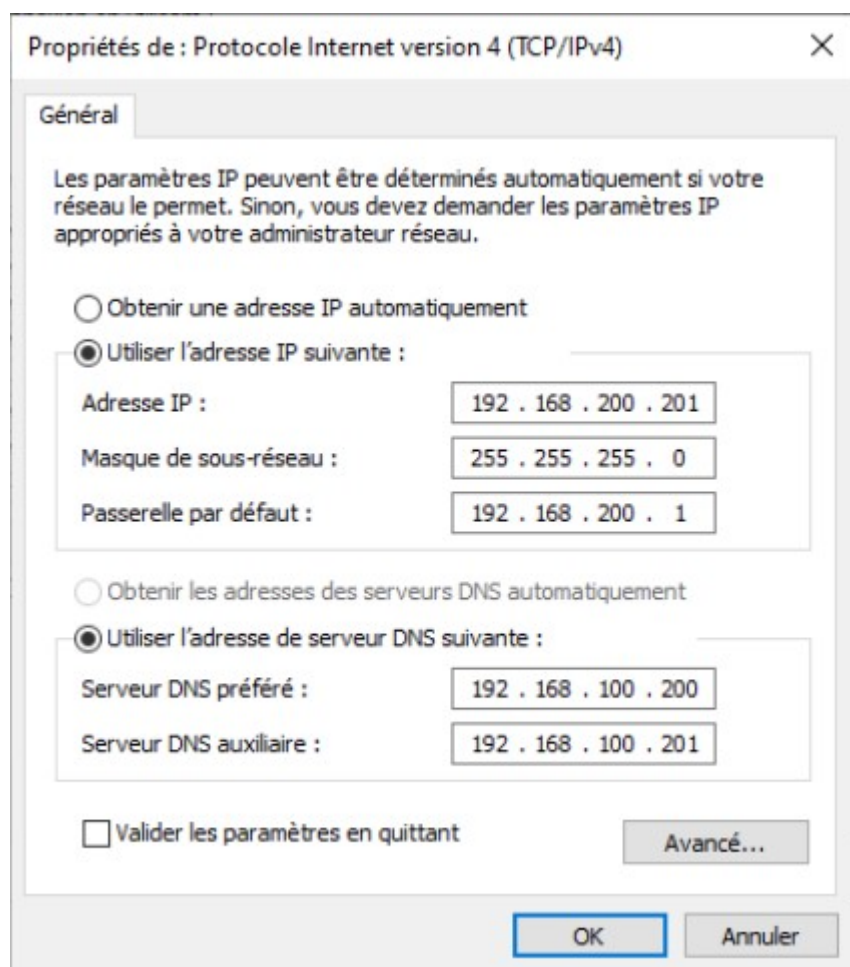 Propriétés de : Protocole Internet version 4 (TCP/IPv4)
Général
Les paramètres IP peuvent être déterminés automatiquement si votre
réseau le permet. Sinon, vous devez demander les paramètres IP
appropriés à votre administrateur réseau.
Obtenir une adresse IP automatiquement
Utiliser l'adresse IP suivante :
Adresse IP : 192 . 168 . 200 . 201
Masque de sous-réseau : 255 . 255 . 255 . 0
Passerelle par défaut : 192 . 168 . 200 . 1
Obtenir les adresses des serveurs DNS automatiquement
Utiliser l'adresse de serveur DNS suivante :
Serveur DNS préféré : 192 . 168 . 100 . 200
Serveur DNS auxiliaire : 192 . 168 . 100 . 201
Valider les paramètres en quittant
Avancé...
OK Annuler